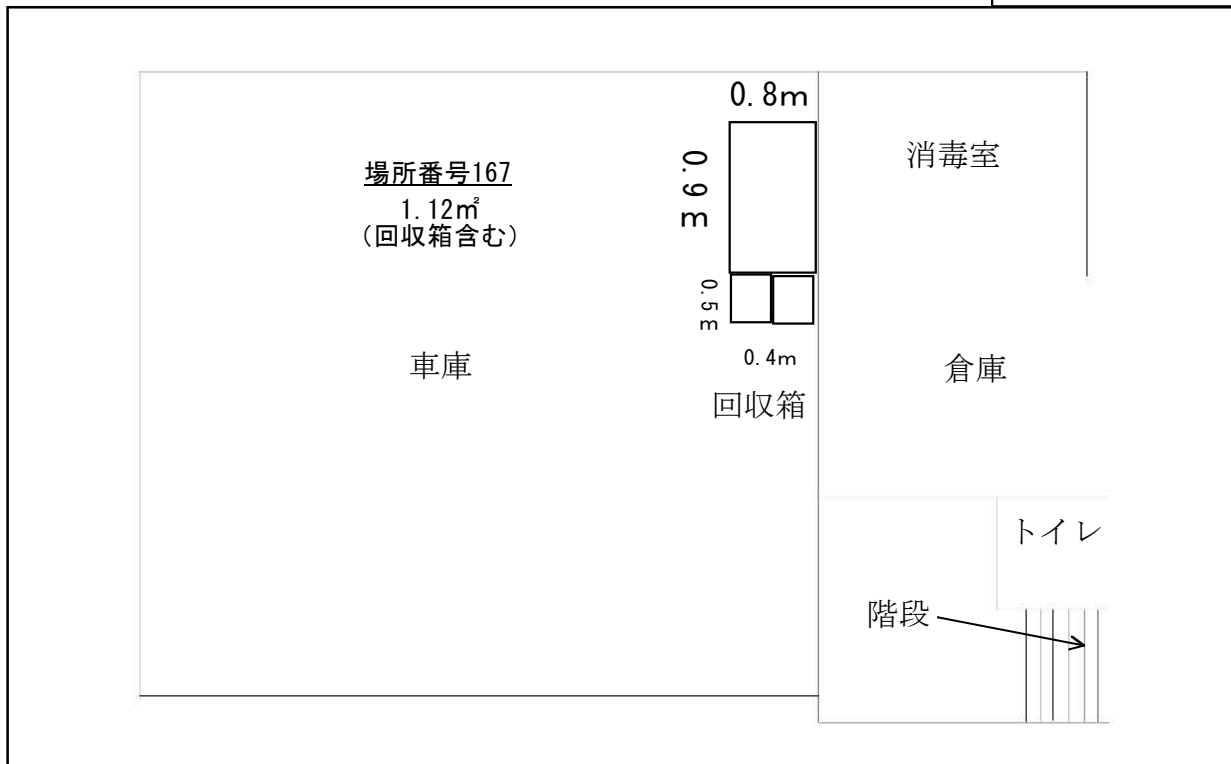 0.8m
消毒室
場所番号167
0.9m
1.12㎡
(回収箱含む)
0.5m
0.4m
車庫
倉庫
回収箱
トイレ
階段